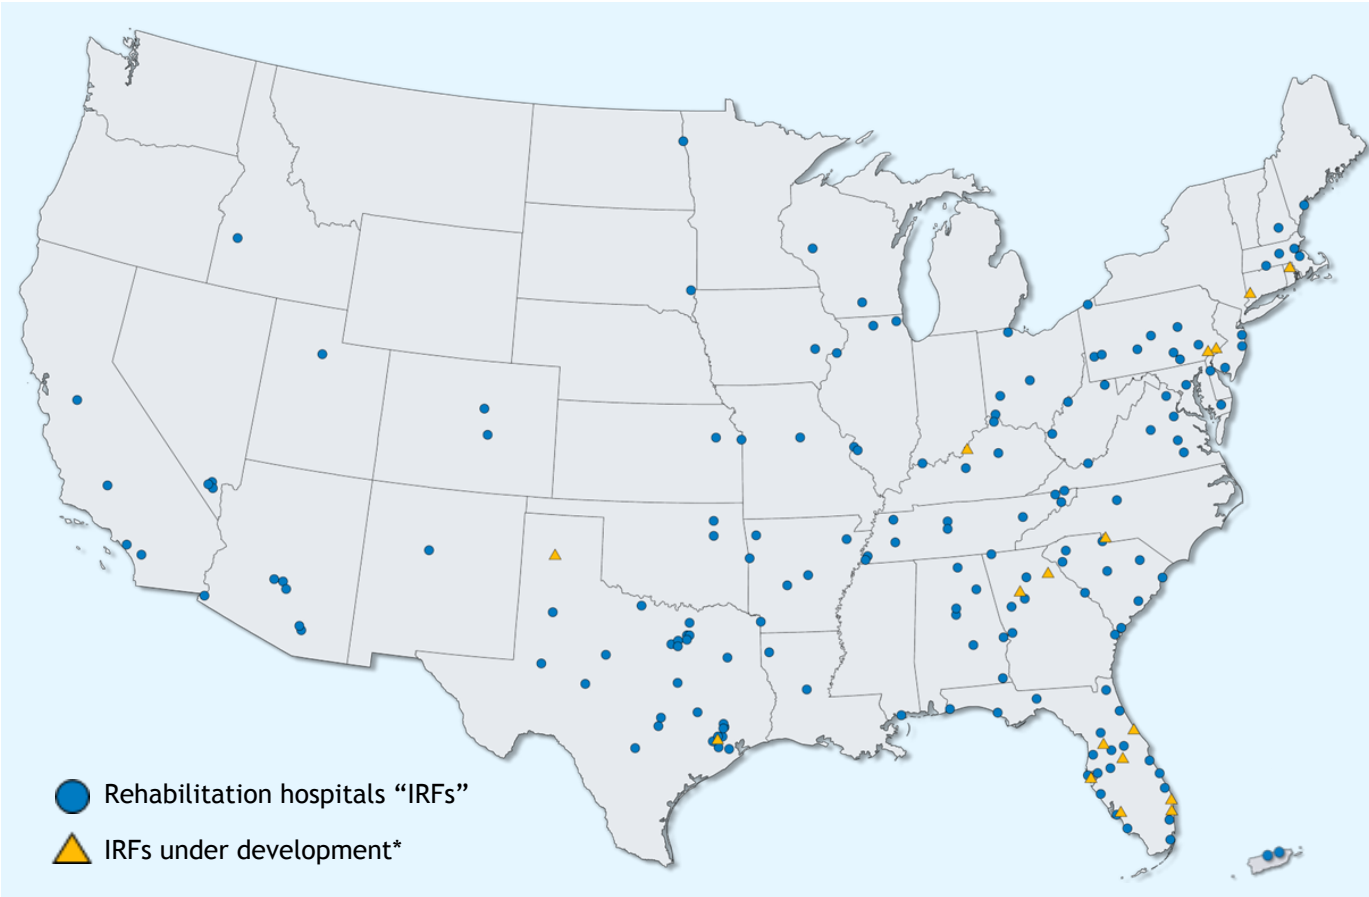 Rehabilitation hospitals “IRFs”
IRFs under development*